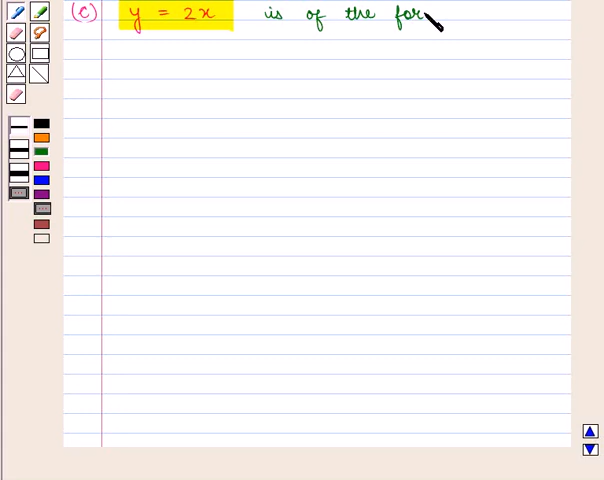 (c) y = 2x is of the for